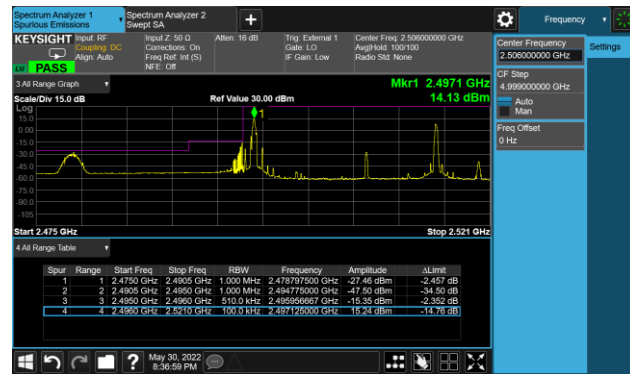 Spectrum Analyzer 1
Spurious Emissions
Spectrum Analyzer 2
Swept SA
+
Frequency
KEYSIGHT
Input: RF
Coupling: DC
Align: Auto
Input Z: 50 Ω
Corrections: On
Freq Ref: Int (S)
NFE: Off
Atten: 16 dB
Trig: External 1
Gate: LO
IF Gain: Low
Center Freq: 2.506000000 GHz
Avg|Hold: 100/100
Radio Std: None
PASS
3 All Range Graph
Mkr1 2.4971 GHz
14.13 dBm
Scale/Div 15.0 dB
Ref Value 30.00 dBm
Log
15.0
0.00
-15.0
-30.0
-45.0
-60.0
-75.0
-90.0
-105
1
Start 2.475 GHz
Stop 2.521 GHz
4 All Range Table
Spur Range Start Freq Stop Freq RBW Frequency Amplitude ΔLimit
1 1 2.4750 GHz 2.4905 GHz 1.000 MHz 2.478797500 GHz -27.46 dBm -2.457 dB
2 2 2.4905 GHz 2.4950 GHz 1.000 MHz 2.494775000 GHz -47.50 dBm -34.50 dB
3 3 2.4950 GHz 2.4960 GHz 510.0 kHz 2.495956667 GHz -15.35 dBm -2.352 dB
4 4 2.4960 GHz 2.5210 GHz 100.0 kHz 2.497125000 GHz 15.24 dBm -14.76 dB
Center Frequency
2.506000000 GHz
Settings
CF Step
4.999000000 GHz
Auto
Man
Freq Offset
0 Hz
?
May 30, 2022
8:36:59 PM